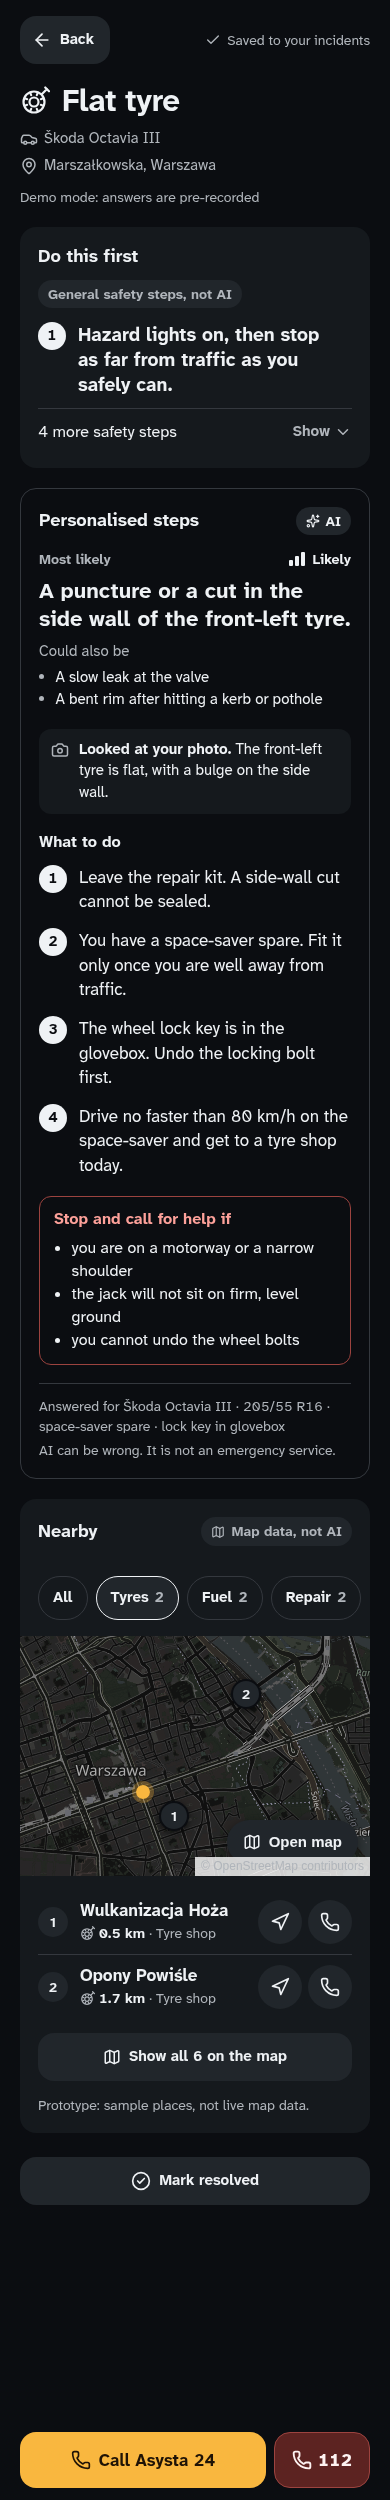 Back
Saved to your incidents
Flat tyre
Škoda Octavia III
Marszałkowska, Warszawa
Demo mode: answers are pre-recorded
Do this first
General safety steps, not AI
1 Hazard lights on, then stop
as far from traffic as you
safely can.
4 more safety steps Show
Personalised steps AI
Most likely Likely
A puncture or a cut in the
side wall of the front-left tyre.
Could also be
• A slow leak at the valve
• A bent rim after hitting a kerb or pothole
Looked at your photo. The front-left
tyre is flat, with a bulge on the side
wall.
What to do
1 Leave the repair kit. A side-wall cut
cannot be sealed.
2 You have a space-saver spare. Fit it
only once you are well away from
traffic.
3 The wheel lock key is in the
glovebox. Undo the locking bolt
first.
4 Drive no faster than 80 km/h on the
space-saver and get to a tyre shop
today.
Stop and call for help if
• you are on a motorway or a narrow
shoulder
• the jack will not sit on firm, level
ground
• you cannot undo the wheel bolts
Answered for Škoda Octavia III · 205/55 R16 ·
space-saver spare · lock key in glovebox
AI can be wrong. It is not an emergency service.
Nearby Map data, not AI
All Tyres 2 Fuel 2 Repair 2
2
Warszawa
1
Solec
Wisła
Open map
© OpenStreetMap contributors
1 Wulkanizacja Hoża
0.5 km · Tyre shop
2 Opony Powiśle
1.7 km · Tyre shop
Show all 6 on the map
Prototype: sample places, not live map data.
Mark resolved
Call Asysta 24
112